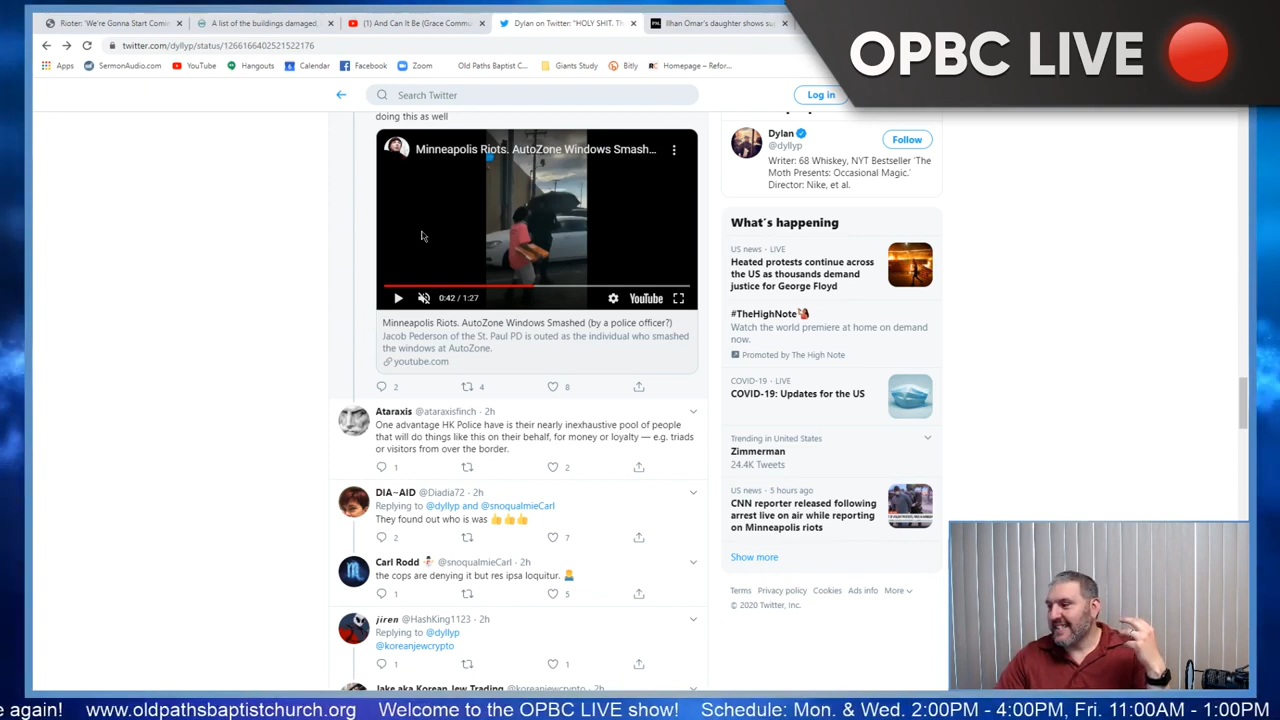 Rioter: 'We're Gonna Start Comin
A list of the buildings damaged,
(1) And Can It Be (Grace Commu
Dylan on Twitter: "HOLY SHIT. Th
Ilhan Omar's daughter shows su
OPBC LIVE
twitter.com/dyllyp/status/1266166402521522176
Apps SermonAudio.com YouTube Hangouts Calendar Facebook Zoom Old Paths Baptist C... Giants Study Bitly Homepage – Refor...
Search Twitter
Log in
doing this as well
Minneapolis Riots. AutoZone Windows Smash...
0:42 / 1:27
YouTube
Minneapolis Riots. AutoZone Windows Smashed (by a police officer?)
Jacob Pederson of the St. Paul PD is outed as the individual who smashed
the windows at AutoZone.
youtube.com
2 4 8
Ataraxis @ataraxisfinch · 2h
One advantage HK Police have is their nearly inexhaustive pool of people
that will do things like this on their behalf, for money or loyalty — e.g. triads
or visitors from over the border.
1 2
DIA~AID @Diadia72 · 2h
Replying to @dyllyp and @snoqualmieCarl
They found out who is was 👍👍👍
2 7
Carl Rodd @snoqualmieCarl · 2h
the cops are denying it but res ipsa loquitur.
1 5
jiren @HashKing1123 · 2h
Replying to @dyllyp
@koreanjewcrypto
1 1
Jake aka Korean Jew Trading @koreanjewcrypto · 2h
Dylan
@dyllyp
Follow
Writer: 68 Whiskey, NYT Bestseller 'The
Moth Presents: Occasional Magic.'
Director: Nike, et al.
What's happening
US news · LIVE
Heated protests continue across
the US as thousands demand
justice for George Floyd
#TheHighNote
Watch the world premiere at home on demand
now.
Promoted by The High Note
COVID-19 · LIVE
COVID-19: Updates for the US
Trending in United States
Zimmerman
24.4K Tweets
US news · 5 hours ago
CNN reporter released following
arrest live on air while reporting
on Minneapolis riots
Show more
Terms Privacy policy Cookies Ads info More
© 2020 Twitter, Inc.
e again! www.oldpathsbaptistchurch.org Welcome to the OPBC LIVE show! Schedule: Mon. & Wed. 2:00PM - 4:00PM, Fri. 11:00AM - 1:00PM